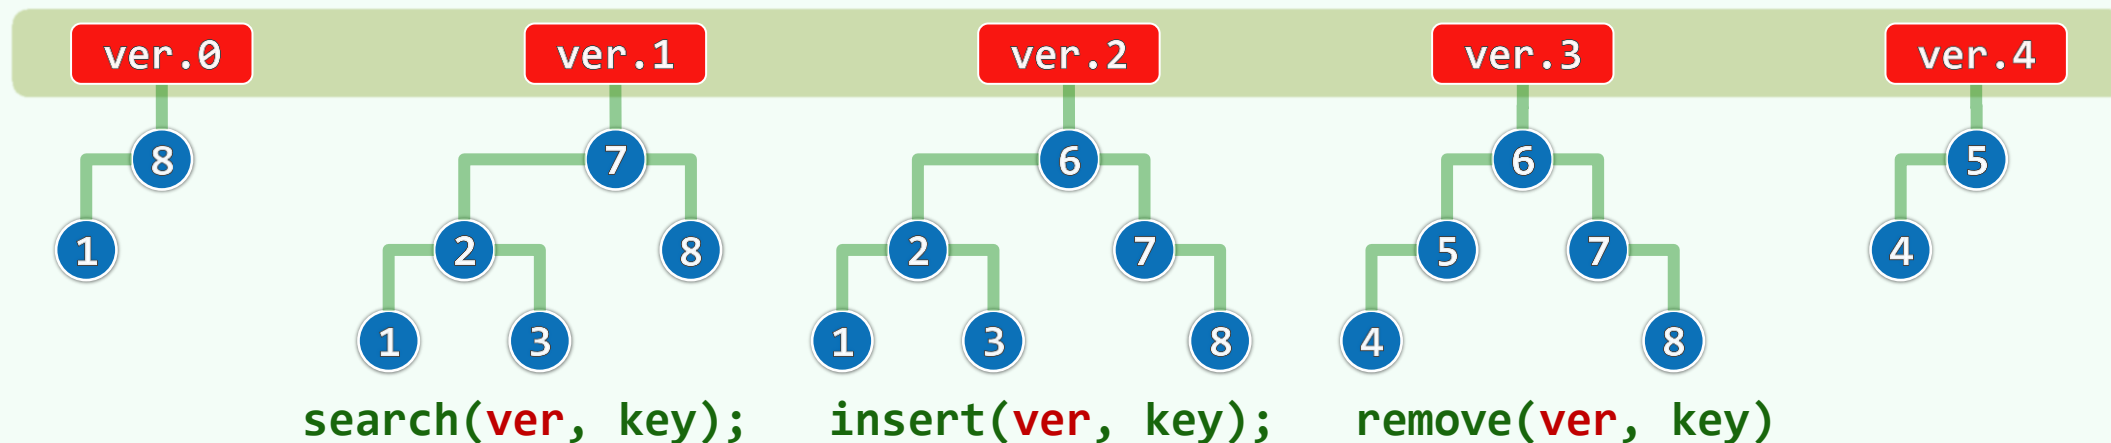 ver.0 ver.1 ver.2 ver.3 ver.4
8 7 6 6 5
1 2 8 2 7 5 7 4
1 3 1 3 8 4 8
search(ver, key); insert(ver, key); remove(ver, key)